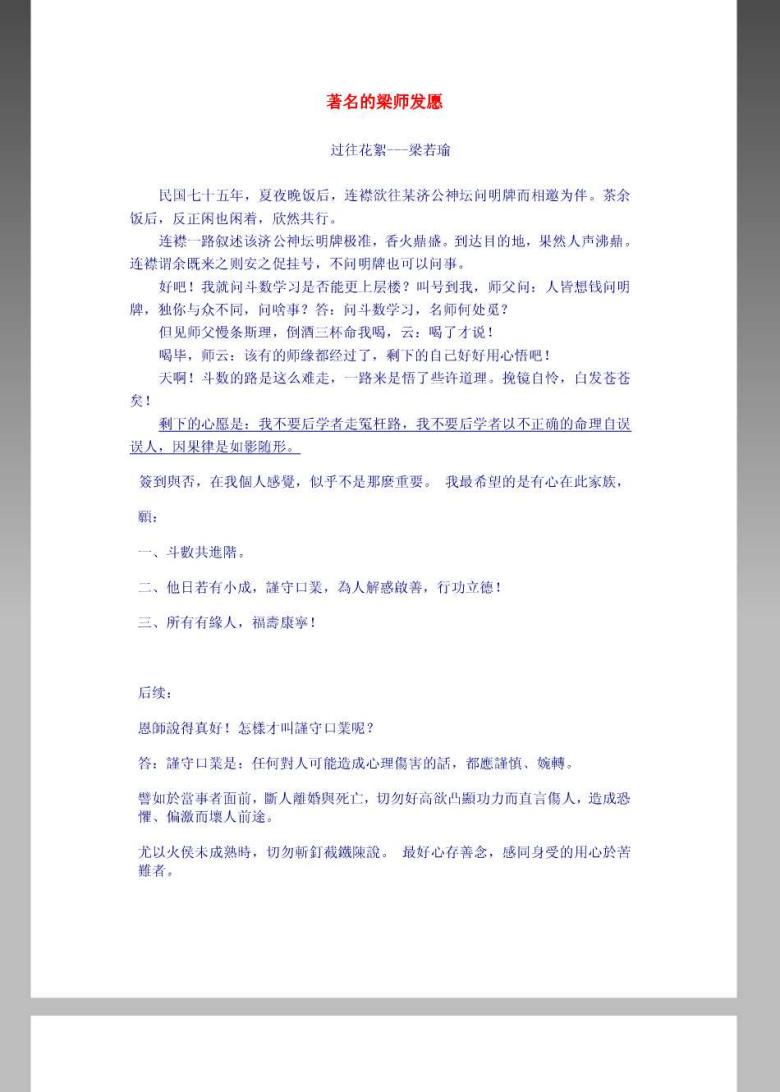 著名的梁师发愿
过往花絮---梁若瑜
民国七十五年，夏夜晚饭后，连襟欲往某济公神坛问明牌而相邀为伴。茶余
饭后，反正闲也闲着，欣然共行。
连襟一路叙述该济公神坛明牌极准，香火鼎盛。到达目的地，果然人声沸鼎。
连襟谓余既来之则安之促挂号，不问明牌也可以问事。
好吧！我就问斗数学习是否能更上层楼？叫号到我，师父问：人皆想钱问明
牌，独你与众不同，问啥事？答：问斗数学习，名师何处觅？
但见师父慢条斯理，倒酒三杯命我喝，云：喝了才说！
喝毕，师云：该有的师缘都经过了，剩下的自己好好用心悟吧！
天啊！斗数的路是这么难走，一路来是悟了些许道理。挽镜自怜，白发苍苍
矣！
剩下的心愿是：我不要后学者走冤枉路，我不要后学者以不正确的命理自误
误人，因果律是如影随形。
簽到與否，在我個人感覺，似乎不是那麼重要。 我最希望的是有心在此家族，
願：
一、斗數共進階。
二、他日若有小成，謹守口業，為人解惑啟善，行功立德！
三、所有有緣人，福壽康寧！
后续：
恩師說得真好！怎樣才叫謹守口業呢？
答：謹守口業是：任何對人可能造成心理傷害的話，都應謹慎、婉轉。
譬如於當事者面前，斷人離婚與死亡，切勿好高欲凸顯功力而直言傷人，造成恐
懼、偏激而壞人前途。
尤以火侯未成熟時，切勿斬釘截鐵陳說。 最好心存善念，感同身受的用心於苦
難者。